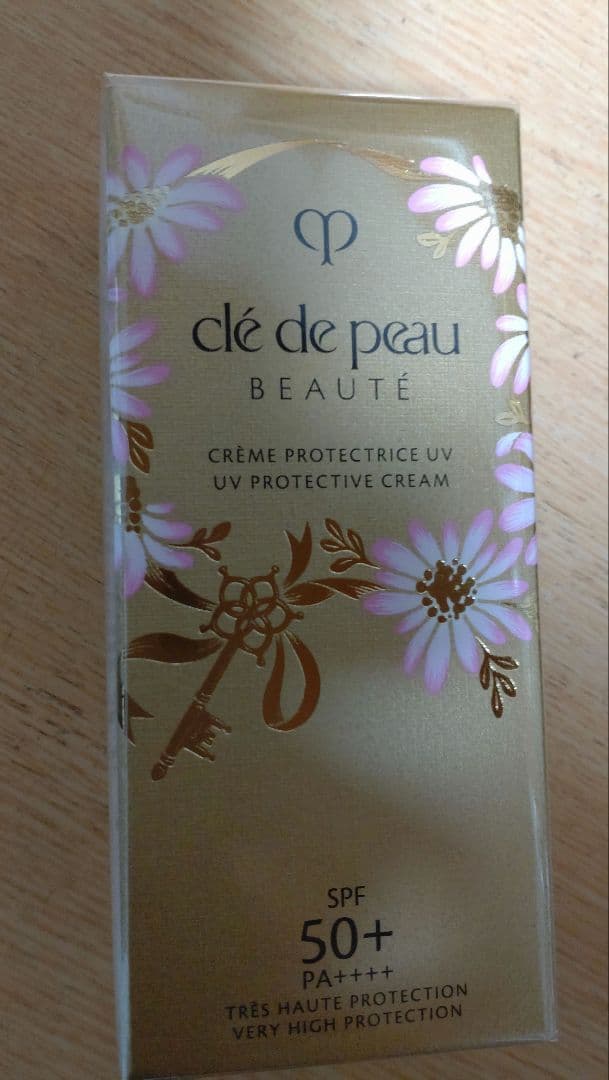 clé de peau
BEAUTÉ
CRÈME PROTECTRICE UV
UV PROTECTIVE CREAM
SPF
50+
PA++++
TRÈS HAUTE PROTECTION
VERY HIGH PROTECTION